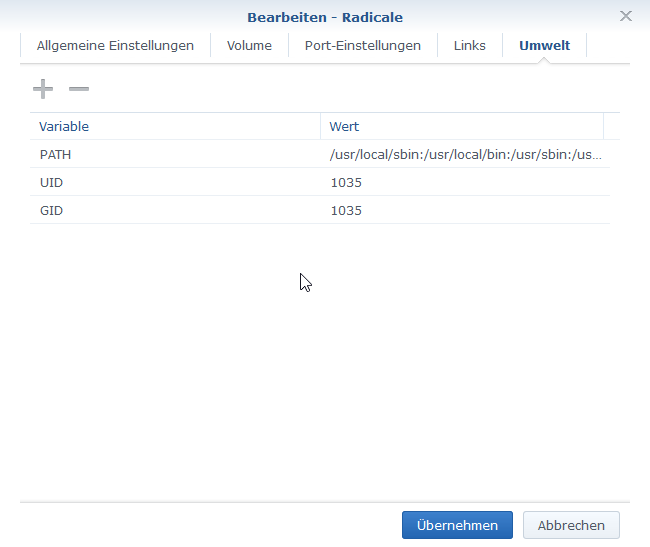 Bearbeiten - Radicale
Allgemeine Einstellungen Volume Port-Einstellungen Links Umwelt
Variable Wert
PATH /usr/local/sbin:/usr/local/bin:/usr/sbin:/us...
UID 1035
GID 1035
Übernehmen Abbrechen